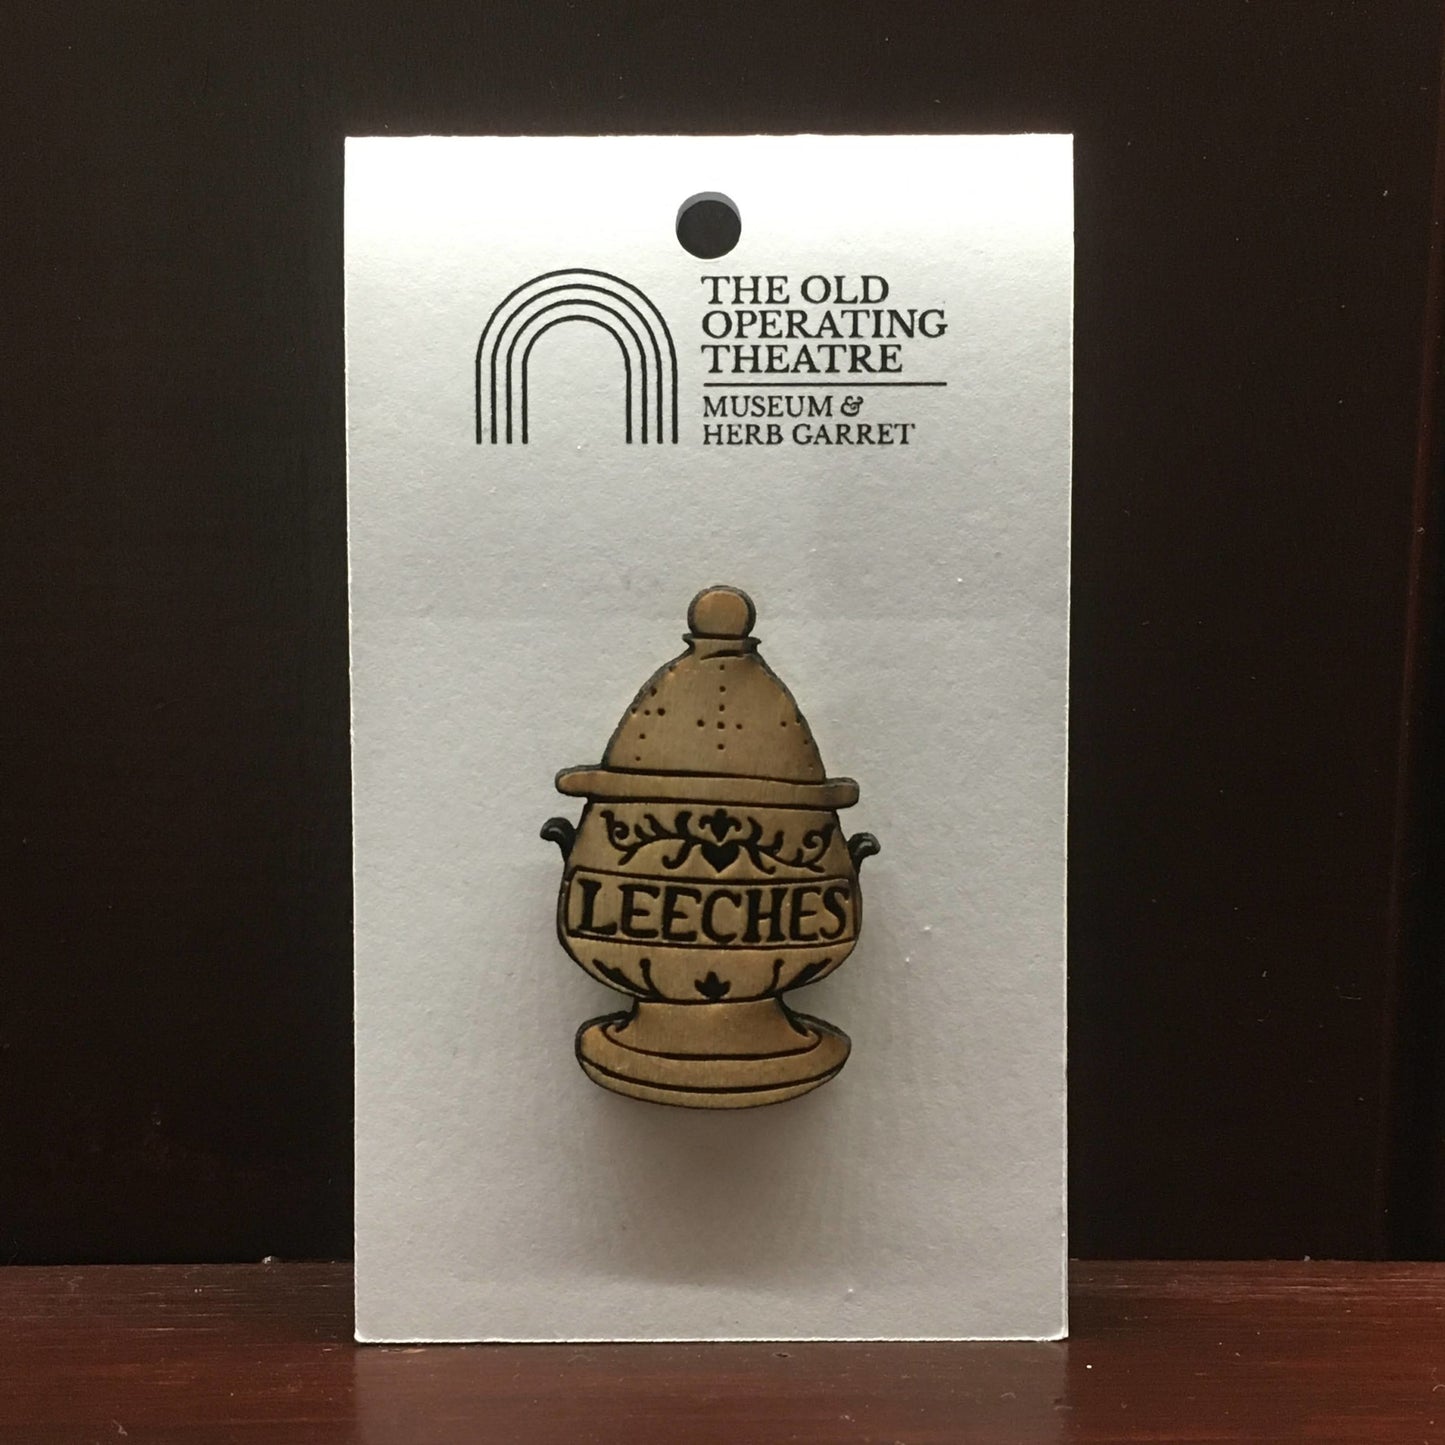 THE OLD
OPERATING
THEATRE
MUSEUM &
HERB GARRET
LEECHES